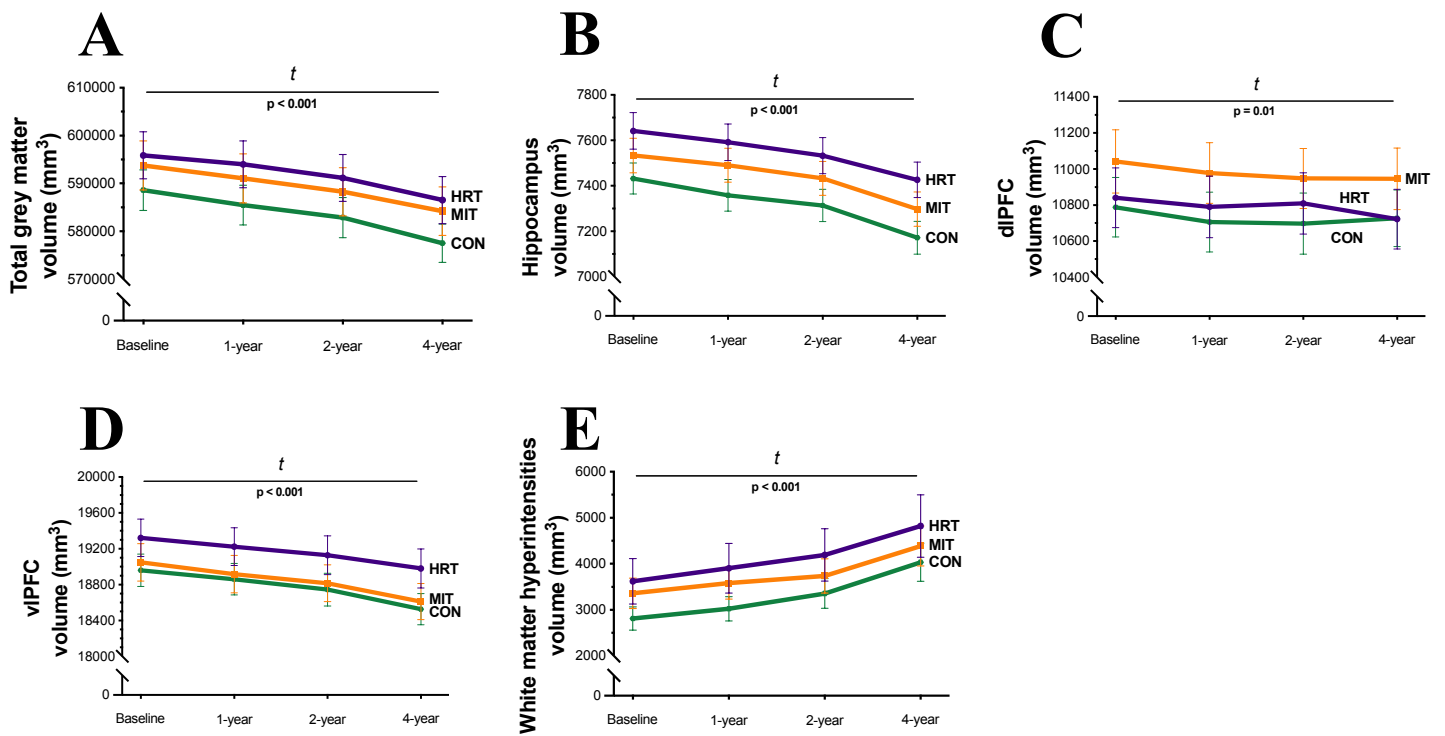 A
t
p < 0.001
Total grey matter
volume (mm³)
610000
600000
590000
580000
570000
0
HRT
MIT
CON
Baseline
1-year
2-year
4-year
B
t
p < 0.001
Hippocampus
volume (mm³)
7800
7600
7400
7200
7000
0
HRT
MIT
CON
Baseline
1-year
2-year
4-year
C
t
p = 0.01
dlPFC
volume (mm³)
11400
11200
11000
10800
10600
10400
0
MIT
HRT
CON
Baseline
1-year
2-year
4-year
D
t
p < 0.001
vlPFC
volume (mm³)
20000
19600
19200
18800
18400
18000
0
HRT
MIT
CON
Baseline
1-year
2-year
4-year
E
t
p < 0.001
White matter hyperintensities
volume (mm³)
6000
5000
4000
3000
2000
0
HRT
MIT
CON
Baseline
1-year
2-year
4-year